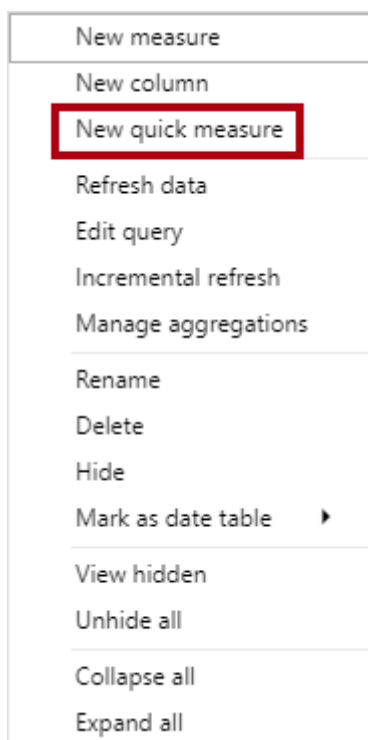 New measure
New column
New quick measure
Refresh data
Edit query
Incremental refresh
Manage aggregations
Rename
Delete
Hide
Mark as date table
View hidden
Unhide all
Collapse all
Expand all